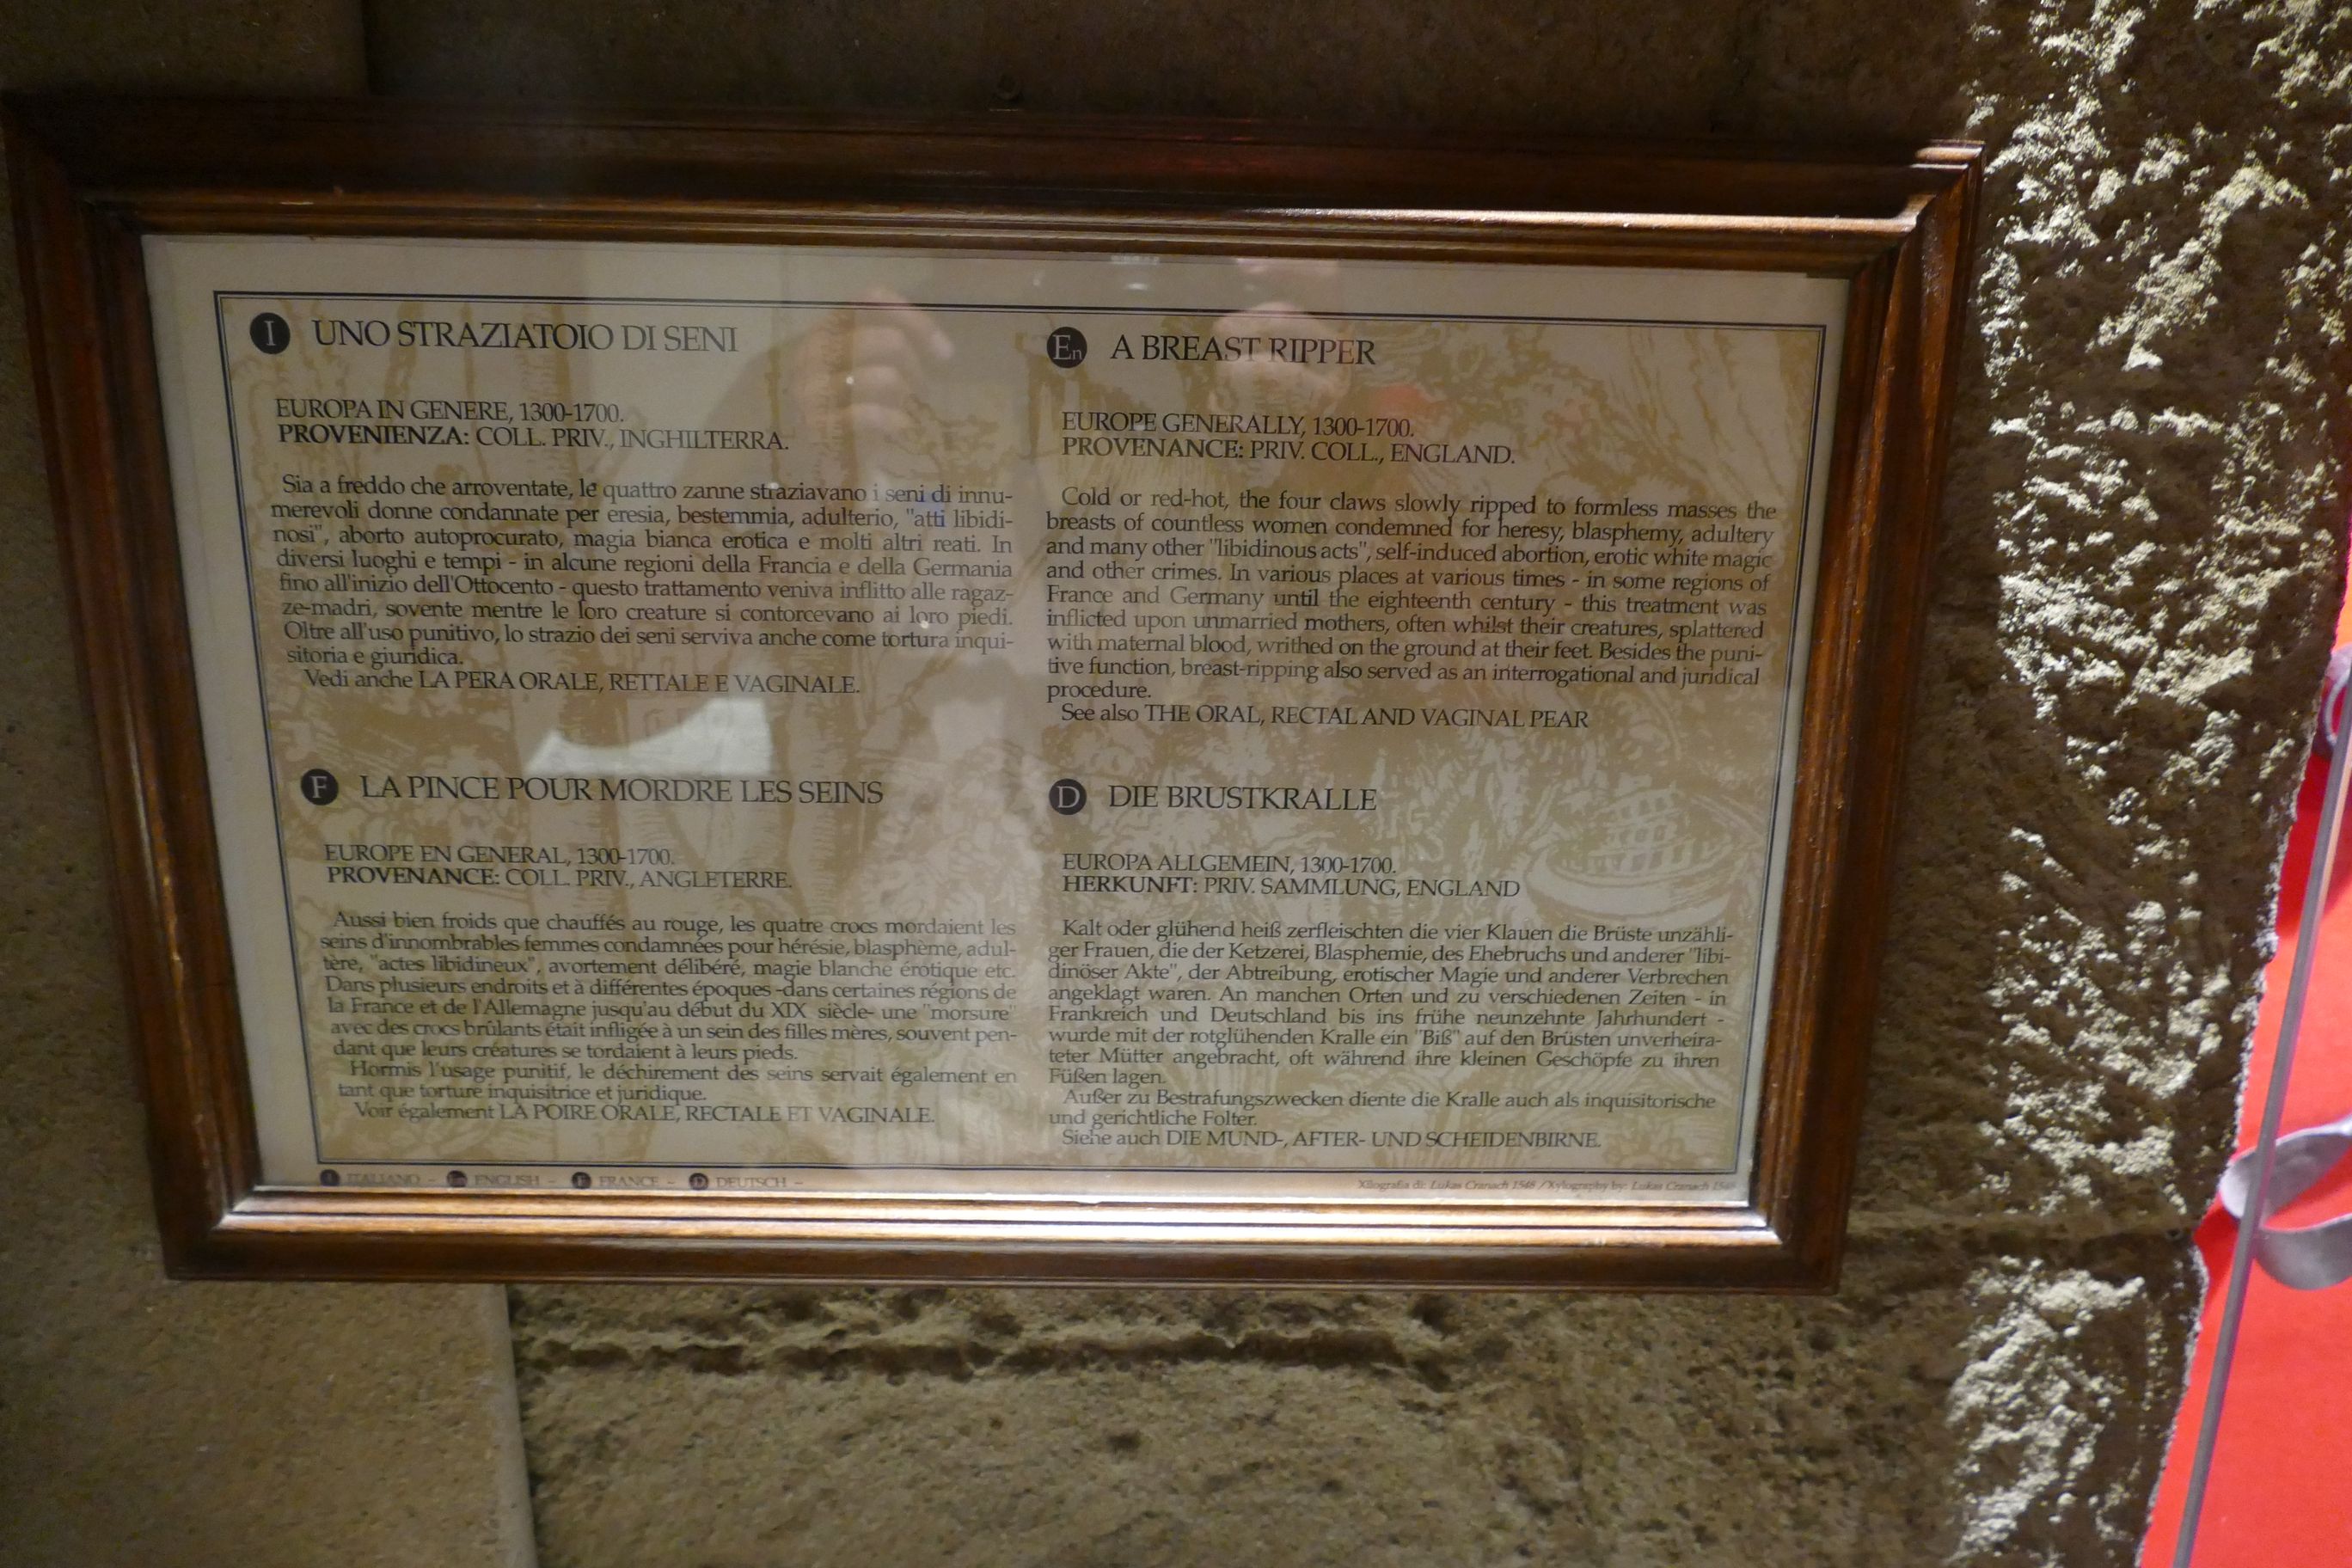 I UNO STRAZIATOIO DI SENI
EUROPA IN GENERE, 1300-1700.
PROVENIENZA: COLL. PRIV., INGHILTERRA.
Sia a freddo che arroventate, le quattro zanne straziavano i seni di innu-
merevoli donne condannate per eresia, bestemmia, adulterio, "atti libidi-
nosi", aborto autoprocurato, magia bianca erotica e molti altri reati. In
diversi luoghi e tempi - in alcune regioni della Francia e della Germania
fino all'inizio dell'Ottocento - questo trattamento veniva inflitto alle ragaz-
ze-madri, sovente mentre le loro creature si contorcevano ai loro piedi.
Oltre all'uso punitivo, lo strazio dei seni serviva anche come tortura inqui-
sitoria e giuridica.
Vedi anche LA PERA ORALE, RETTALE E VAGINALE.
En A BREAST RIPPER
EUROPE GENERALLY, 1300-1700.
PROVENANCE: PRIV. COLL., ENGLAND.
Cold or red-hot, the four claws slowly ripped to formless masses the
breasts of countless women condemned for heresy, blasphemy, adultery
and many other "libidinous acts", self-induced abortion, erotic white magic
and other crimes. In various places at various times - in some regions of
France and Germany until the eighteenth century - this treatment was
inflicted upon unmarried mothers, often whilst their creatures, splattered
with maternal blood, writhed on the ground at their feet. Besides the puni-
tive function, breast-ripping also served as an interrogational and juridical
procedure.
See also THE ORAL, RECTAL AND VAGINAL PEAR
F LA PINCE POUR MORDRE LES SEINS
EUROPE EN GENERAL, 1300-1700.
PROVENANCE: COLL. PRIV., ANGLETERRE.
Aussi bien froids que chauffés au rouge, les quatre crocs mordaient les
seins d'innombrables femmes condamnées pour hérésie, blasphème, adul-
tère, "actes libidineux", avortement délibéré, magie blanche érotique etc.
Dans plusieurs endroits et à différentes époques -dans certaines régions de
la France et de l'Allemagne jusqu'au début du XIX siècle- une "morsure"
avec des crocs brûlants était infligée à un sein des filles mères, souvent pen-
dant que leurs créatures se tordaient à leurs pieds.
Hormis l'usage punitif, le déchirement des seins servait également en
tant que torture inquisitrice et juridique.
Voir également LA POIRE ORALE, RECTALE ET VAGINALE.
D DIE BRUSTKRALLE
EUROPA ALLGEMEIN, 1300-1700.
HERKUNFT: PRIV. SAMMLUNG, ENGLAND
Kalt oder glühend heiß zerfleischten die vier Klauen die Brüste unzähli-
ger Frauen, die der Ketzerei, Blasphemie, des Ehebruchs und anderer "libi-
dinöser Akte", der Abtreibung, erotischer Magie und anderer Verbrechen
angeklagt waren. An manchen Orten und zu verschiedenen Zeiten - in
Frankreich und Deutschland bis ins frühe neunzehnte Jahrhundert -
wurde mit der rotglühenden Kralle ein "Biß" auf den Brüsten unverheira-
teter Mütter angebracht, oft während ihre kleinen Geschöpfe zu ihren
Füßen lagen.
Außer zu Bestrafungszwecken diente die Kralle auch als inquisitorische
und gerichtliche Folter.
Siehe auch DIE MUND-, AFTER- UND SCHEIDENBIRNE.
I ITALIANO - En ENGLISH - F FRANCE - D DEUTSCH -
Xilografia di: Lukas Cranach 1548 / Xylography by: Lukas Cranach 1548